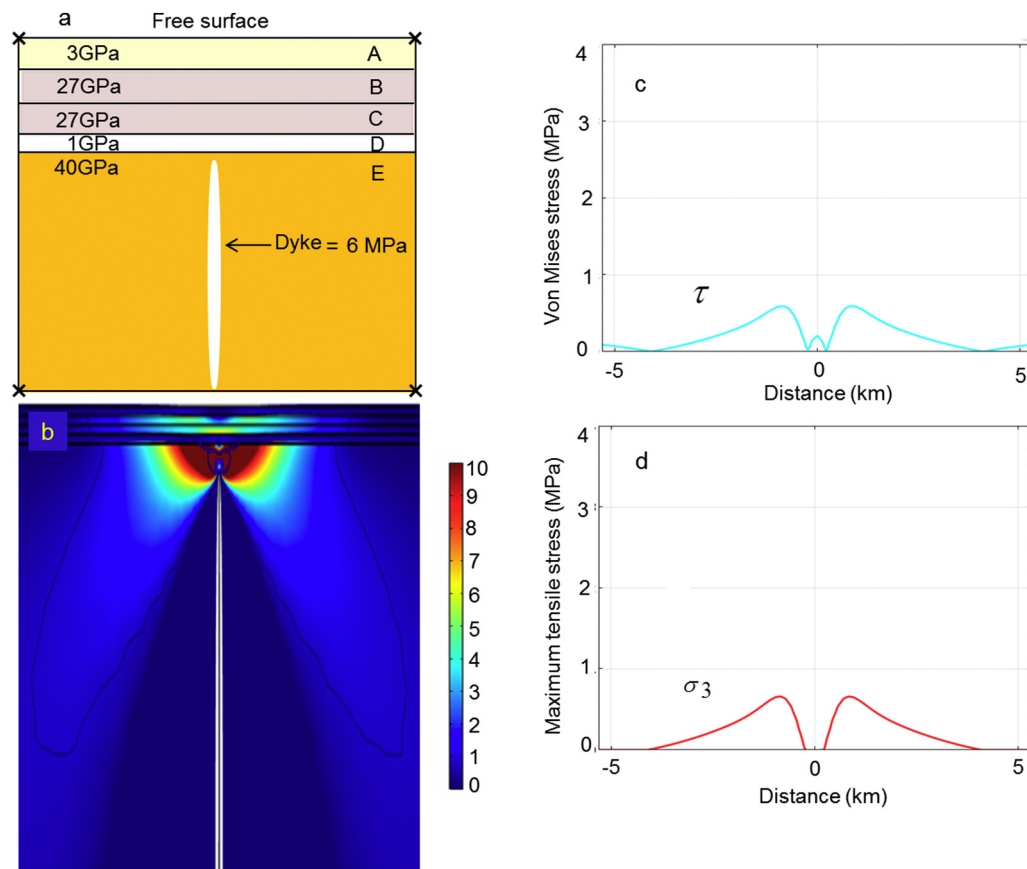 a
Free surface
3GPa A
27GPa B
27GPa C
1GPa D
40GPa E
Dyke = 6 MPa
b
10
9
8
7
6
5
4
3
2
1
0
c
Von Mises stress (MPa)
4
3
2
1
0
τ
-5 0 5
Distance (km)
d
Maximum tensile stress (MPa)
4
3
2
1
0
σ3
-5 0 5
Distance (km)